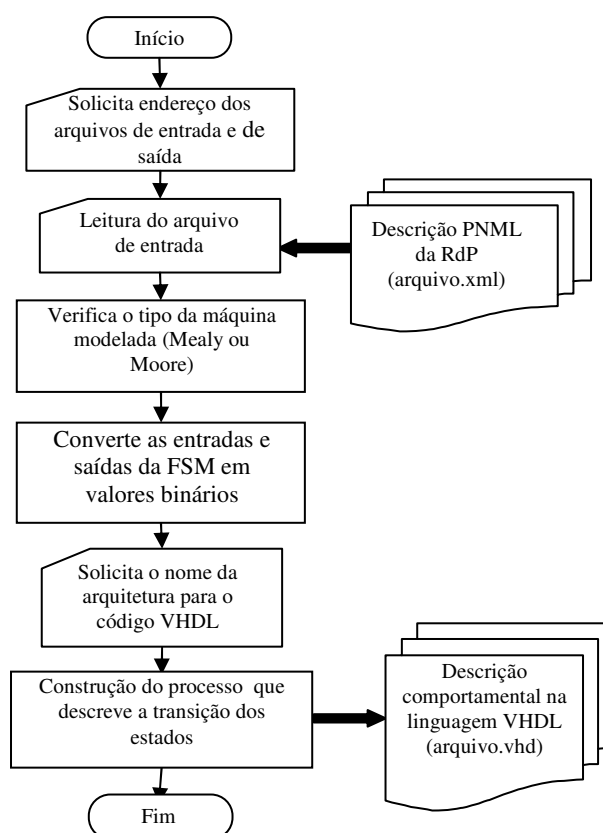 Início
Solicita endereço dos
arquivos de entrada e de
saída
Leitura do arquivo
de entrada
Descrição PNML
da RdP
(arquivo.xml)
Verifica o tipo da máquina
modelada (Mealy ou
Moore)
Converte as entradas e
saídas da FSM em
valores binários
Solicita o nome da
arquitetura para o
código VHDL
Construção do processo que
descreve a transição dos
estados
Descrição
comportamental na
linguagem VHDL
(arquivo.vhd)
Fim